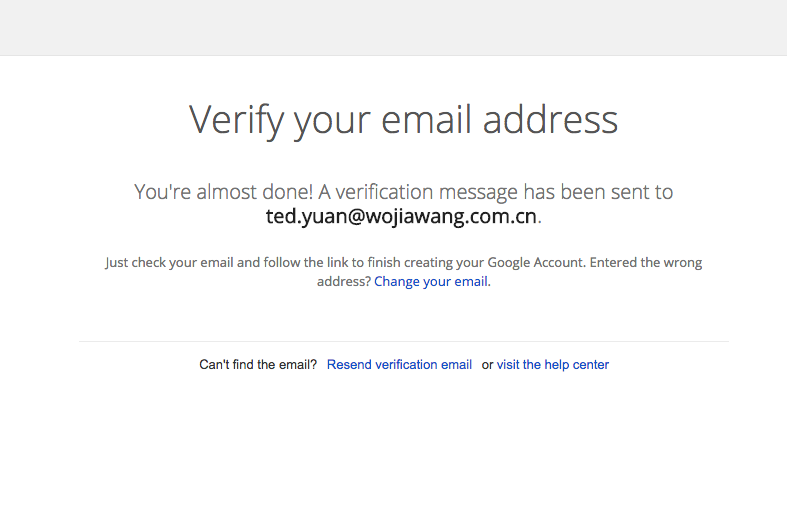 Verify your email address
You're almost done! A verification message has been sent to
ted.yuan@wojiawang.com.cn.
Just check your email and follow the link to finish creating your Google Account. Entered the wrong
address? Change your email.
Can't find the email? Resend verification email or visit the help center